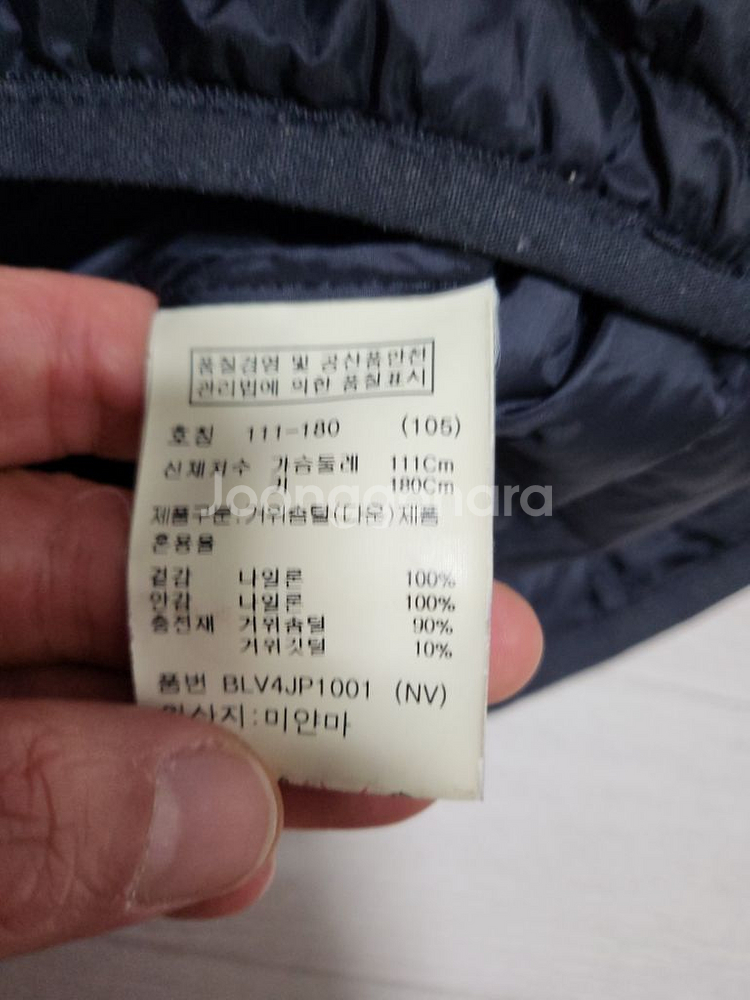 품질경영 및 공산품안전
관리법에 의한 품질표시
호칭 111-180 (105)
신체치수 가슴둘레 111Cm
키 180Cm
Joonggonara
제품구분:거위솜털(다운)제품
혼용율
겉감 나일론 100%
안감 나일론 100%
충전재 거위솜털 90%
거위깃털 10%
품번 BLV4JP1001 (NV)
원산지:미얀마